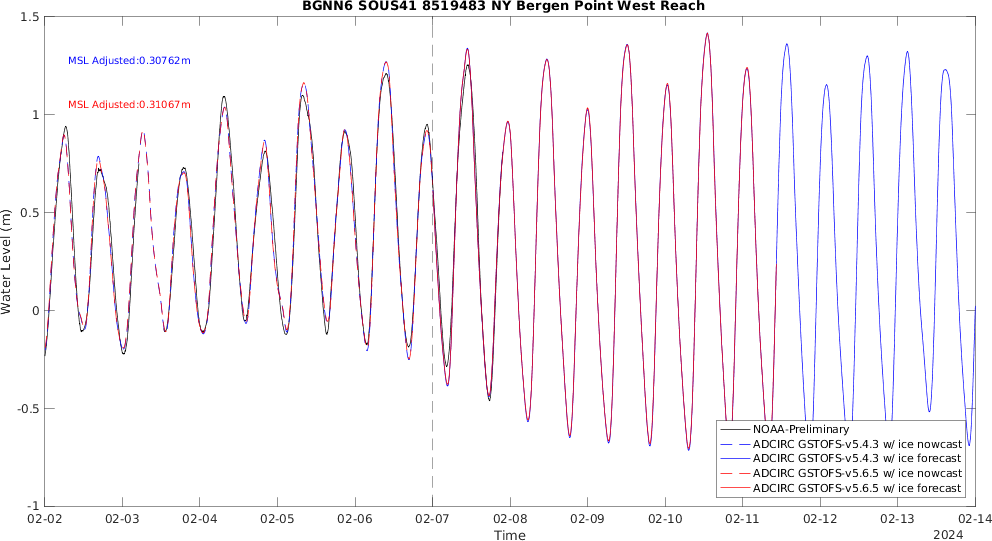 BGNN6 SOUS41 8519483 NY Bergen Point West Reach
MSL Adjusted:0.30762m
MSL Adjusted:0.31067m
Water Level (m)
1.5
1
0.5
0
-0.5
-1
NOAA-Preliminary
ADCIRC GSTOFS-v5.4.3 w/ ice nowcast
ADCIRC GSTOFS-v5.4.3 w/ ice forecast
ADCIRC GSTOFS-v5.6.5 w/ ice nowcast
ADCIRC GSTOFS-v5.6.5 w/ ice forecast
02-02 02-03 02-04 02-05 02-06 02-07 02-08 02-09 02-10 02-11 02-12 02-13 02-14
Time
2024